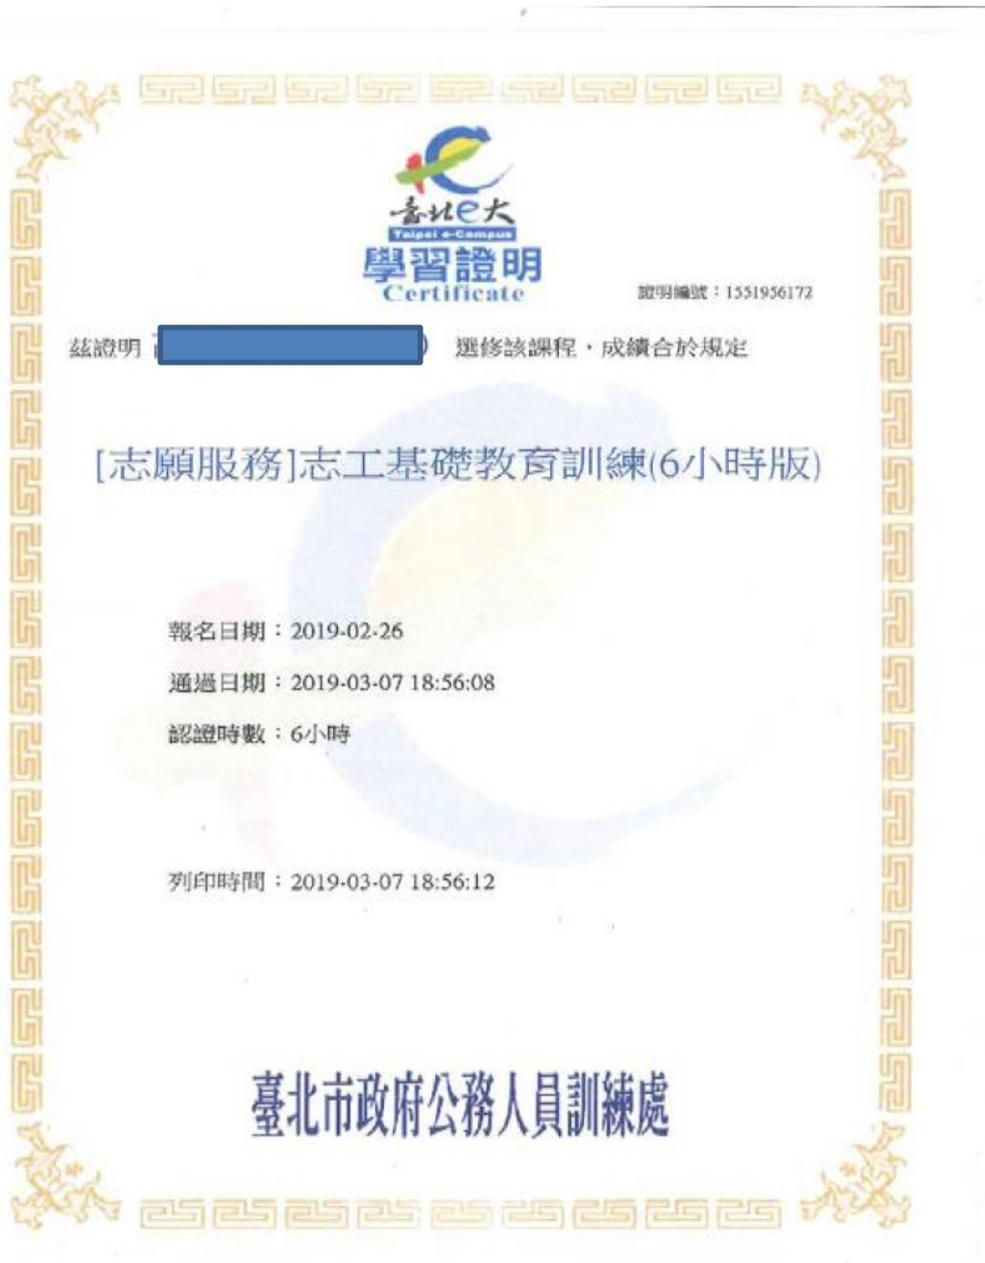 臺北e大
Taipei e-Campus
學習證明
Certificate
證明編號：1551956172
茲證明 ) 選修該課程，成績合於規定
[志願服務]志工基礎教育訓練(6小時版)
報名日期：2019-02-26
通過日期：2019-03-07 18:56:08
認證時數：6小時
列印時間：2019-03-07 18:56:12
臺北市政府公務人員訓練處